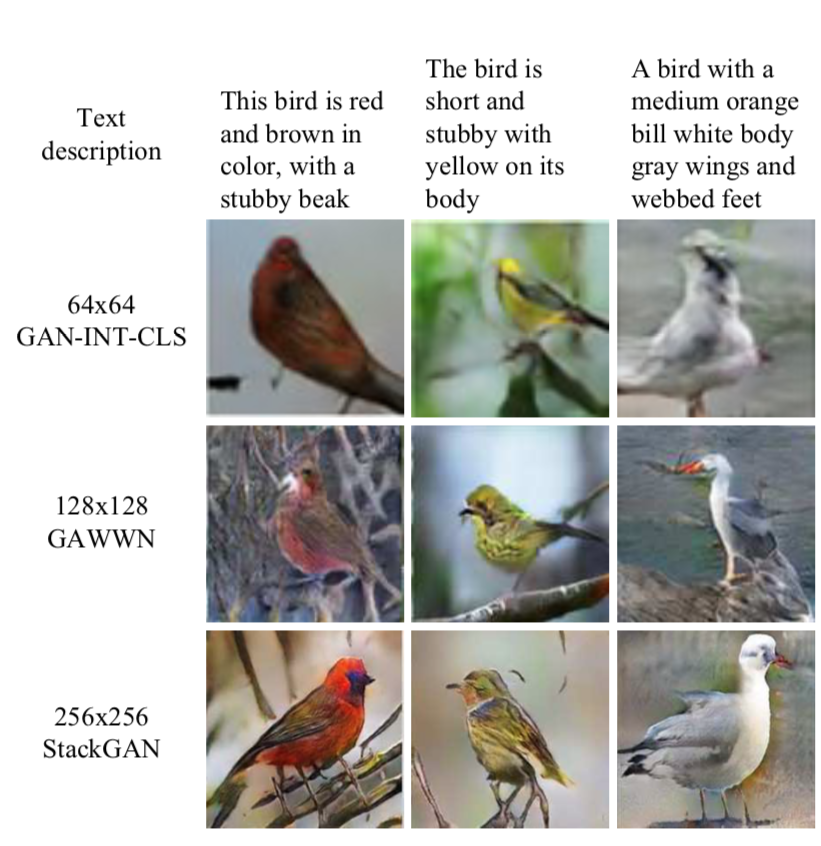 Text
description
This bird is red
and brown in
color, with a
stubby beak
The bird is
short and
stubby with
yellow on its
body
A bird with a
medium orange
bill white body
gray wings and
webbed feet
64x64
GAN-INT-CLS
128x128
GAWWN
256x256
StackGAN